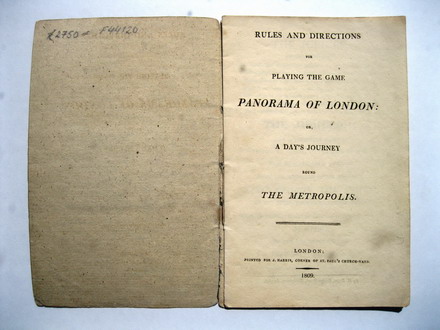 £2750 - F44120
RULES AND DIRECTIONS
FOR
PLAYING THE GAME
PANORAMA OF LONDON:
OR,
A DAY'S JOURNEY
ROUND
THE METROPOLIS.
LONDON:
PRINTED FOR J. HARRIS, CORNER OF ST. PAUL'S CHURCH-YARD.
1809.